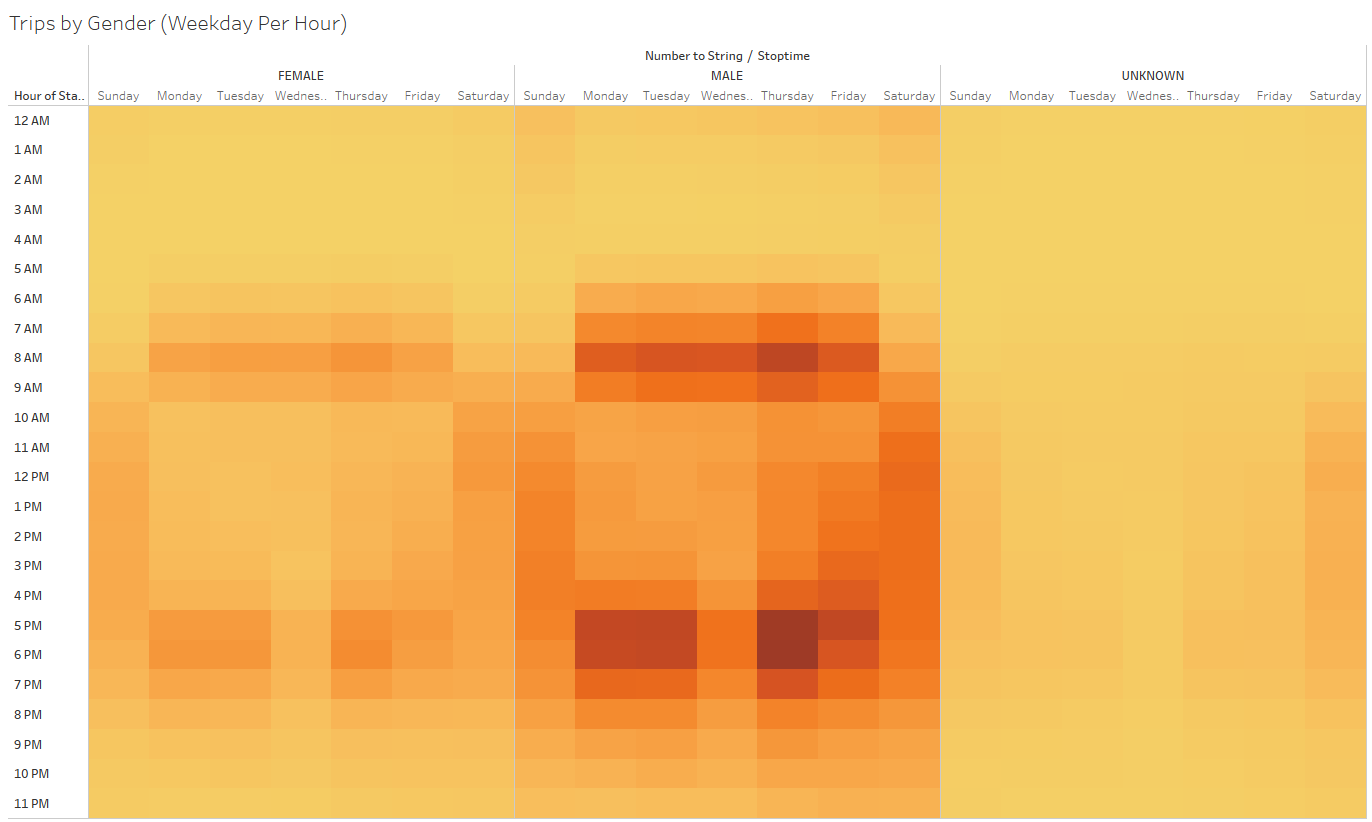 Trips by Gender (Weekday Per Hour)
Number to String / Stoptime
FEMALE MALE UNKNOWN
Hour of Sta.. Sunday Monday Tuesday Wednes.. Thursday Friday Saturday Sunday Monday Tuesday Wednes.. Thursday Friday Saturday Sunday Monday Tuesday Wednes.. Thursday Friday Saturday
12 AM
1 AM
2 AM
3 AM
4 AM
5 AM
6 AM
7 AM
8 AM
9 AM
10 AM
11 AM
12 PM
1 PM
2 PM
3 PM
4 PM
5 PM
6 PM
7 PM
8 PM
9 PM
10 PM
11 PM